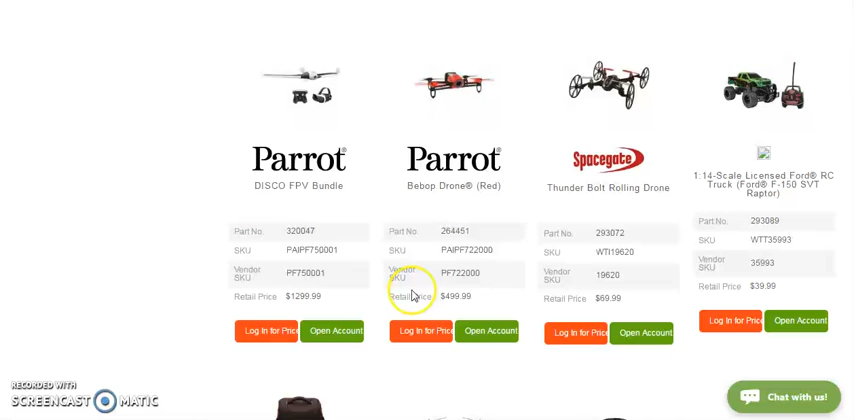 Parrot®
DISCO FPV Bundle
Part No. 320047
SKU PAIPF750001
Vendor SKU PF750001
Retail Price $1299.99
Log In for Price Open Account
Parrot®
Bebop Drone® (Red)
Part No. 264451
SKU PAIPF722000
Vendor SKU PF722000
Retail Price $499.99
Log In for Price Open Account
Spacegate
Thunder Bolt Rolling Drone
Part No. 293072
SKU WTI19620
Vendor SKU 19620
Retail Price $69.99
Log In for Pric Open Account
1:14-Scale Licensed Ford® RC
Truck (Ford® F-150 SVT
Raptor)
Part No. 293089
SKU WTT35993
Vendor SKU 35993
Retail Price $39.99
Log In for Pric Open Account
RECORDED WITH
SCREENCAST MATIC
Chat with us!